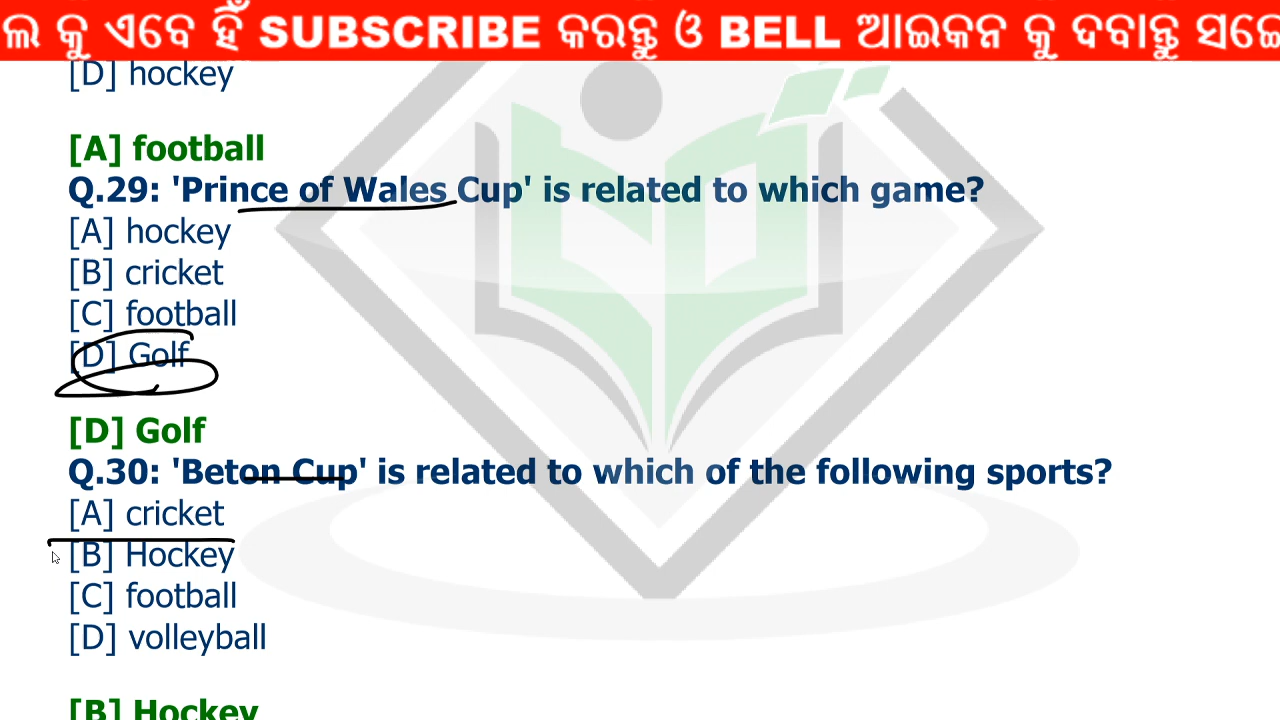 ଲ କୁ ଏବେ ହିଁ SUBSCRIBE କରନ୍ତୁ ଓ BELL ଆଇକନ କୁ ଦବାନ୍ତୁ
[D] hockey
[A] football
Q.29: 'Prince of Wales Cup' is related to which game?
[A] hockey
[B] cricket
[C] football
[D] Golf
[D] Golf
Q.30: 'Beton Cup' is related to which of the following sports?
[A] cricket
[B] Hockey
[C] football
[D] volleyball
[B] Hockey